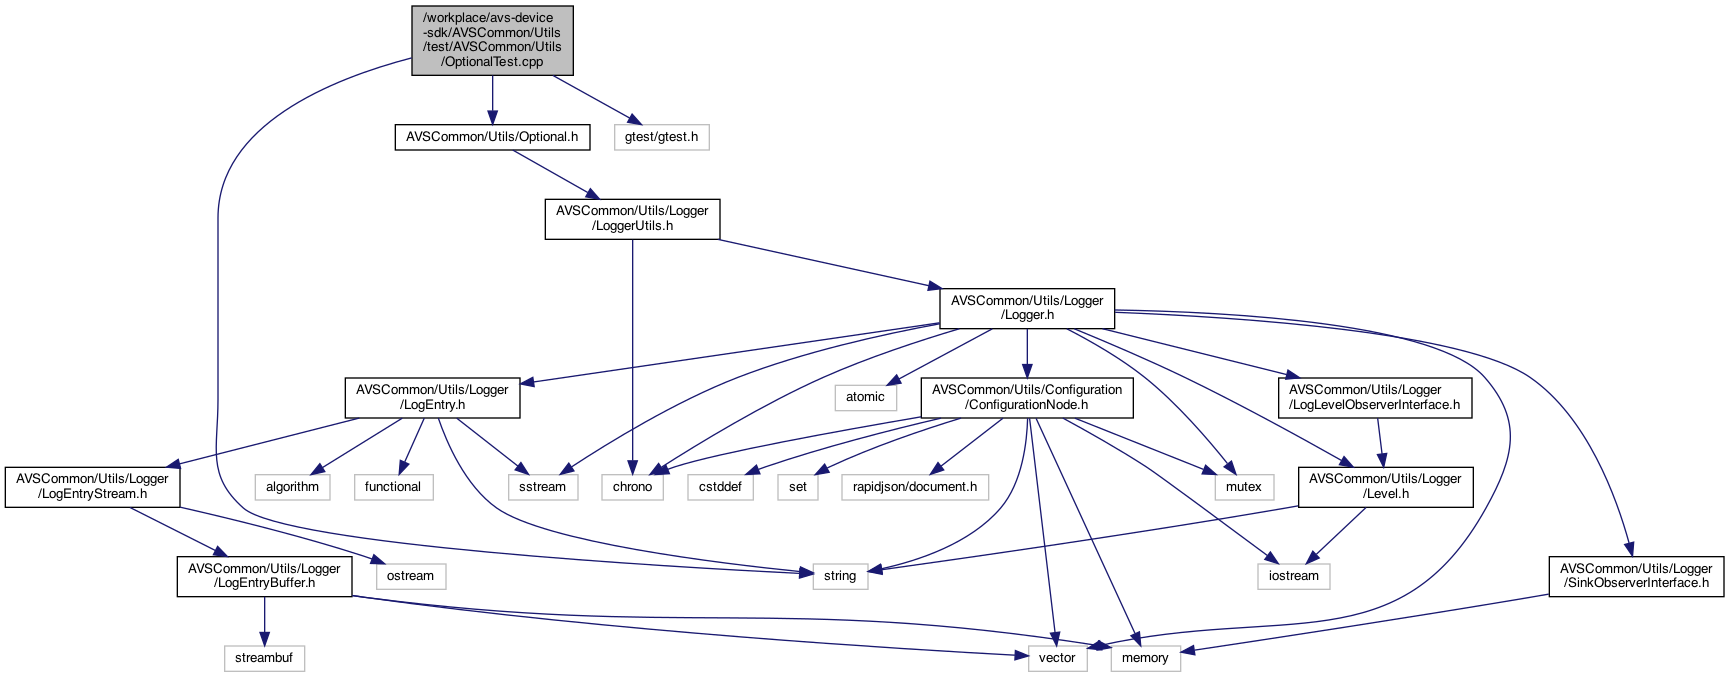 /workplace/avs-device
-sdk/AVSCommon/Utils
/test/AVSCommon/Utils
/OptionalTest.cpp
AVSCommon/Utils/Optional.h
gtest/gtest.h
AVSCommon/Utils/Logger
/LoggerUtils.h
AVSCommon/Utils/Logger
/Logger.h
AVSCommon/Utils/Logger
/LogEntry.h
atomic
AVSCommon/Utils/Configuration
/ConfigurationNode.h
AVSCommon/Utils/Logger
/LogLevelObserverInterface.h
AVSCommon/Utils/Logger
/LogEntryStream.h
algorithm
functional
sstream
chrono
cstddef
set
rapidjson/document.h
mutex
AVSCommon/Utils/Logger
/Level.h
AVSCommon/Utils/Logger
/LogEntryBuffer.h
ostream
string
iostream
AVSCommon/Utils/Logger
/SinkObserverInterface.h
streambuf
vector
memory